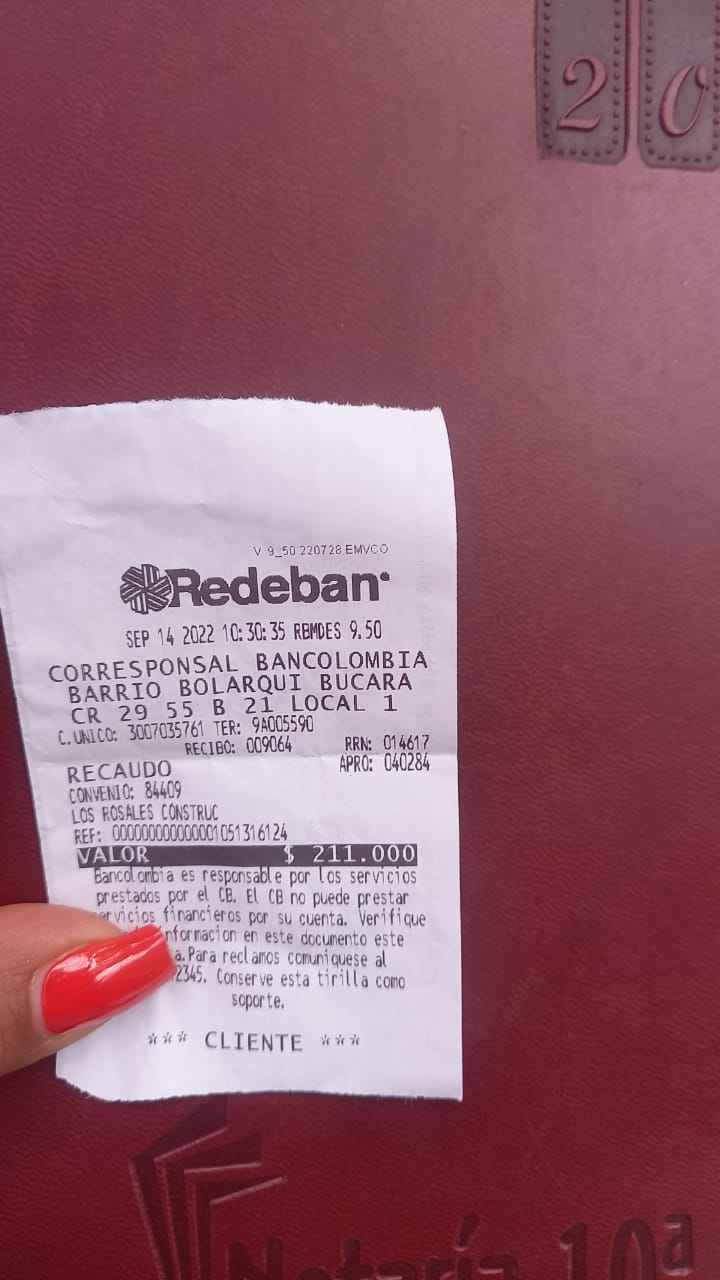 20
V 9_50 220728 EMVCO
Redeban
SEP 14 2022 10:30:35 RBMDES 9.50
CORRESPONSAL BANCOLOMBIA
BARRIO BOLARQUI BUCARA
CR 29 55 B 21 LOCAL 1
C.UNICO: 3007035761 TER: 9A005590
RECIBO: 009064 RRN: 014617
RECAUDO APRO: 040284
CONVENIO: 84409
LOS ROSALES CONSTRUC
REF: 00000000000001051316124
VALOR $ 211.000
Bancolombia es responsable por los servicios
prestados por el CB. El CB no puede prestar
servicios financieros por su cuenta. Verifique
informacion en este documento este
a.Para reclamos comuniquese al
2345. Conserve esta tirilla como
soporte.
*** CLIENTE ***
Notaría 10ª